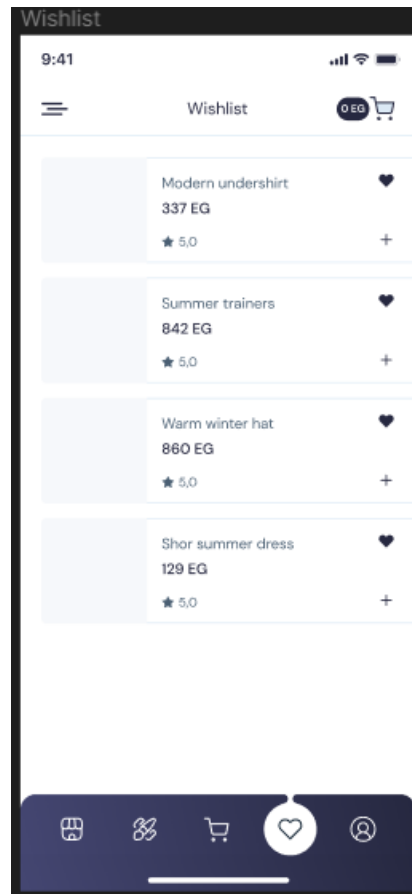 Wishlist
9:41
Wishlist
0 EG
Modern undershirt
337 EG
5,0
Summer trainers
842 EG
5,0
Warm winter hat
860 EG
5,0
Shor summer dress
129 EG
5,0